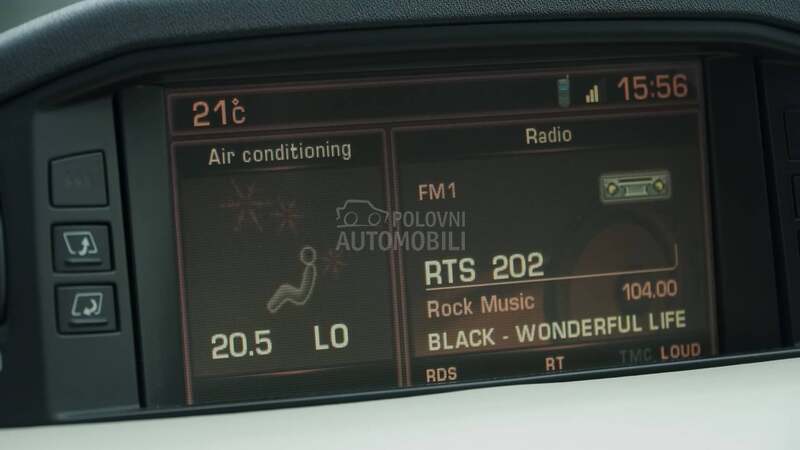 21°C
15:56
Air conditioning
20.5 LO
Radio
FM1
RTS 202
Rock Music 104.00
BLACK - WONDERFUL LIFE
RDS RT TMC LOUD
POLOVNI
AUTOMOBILI